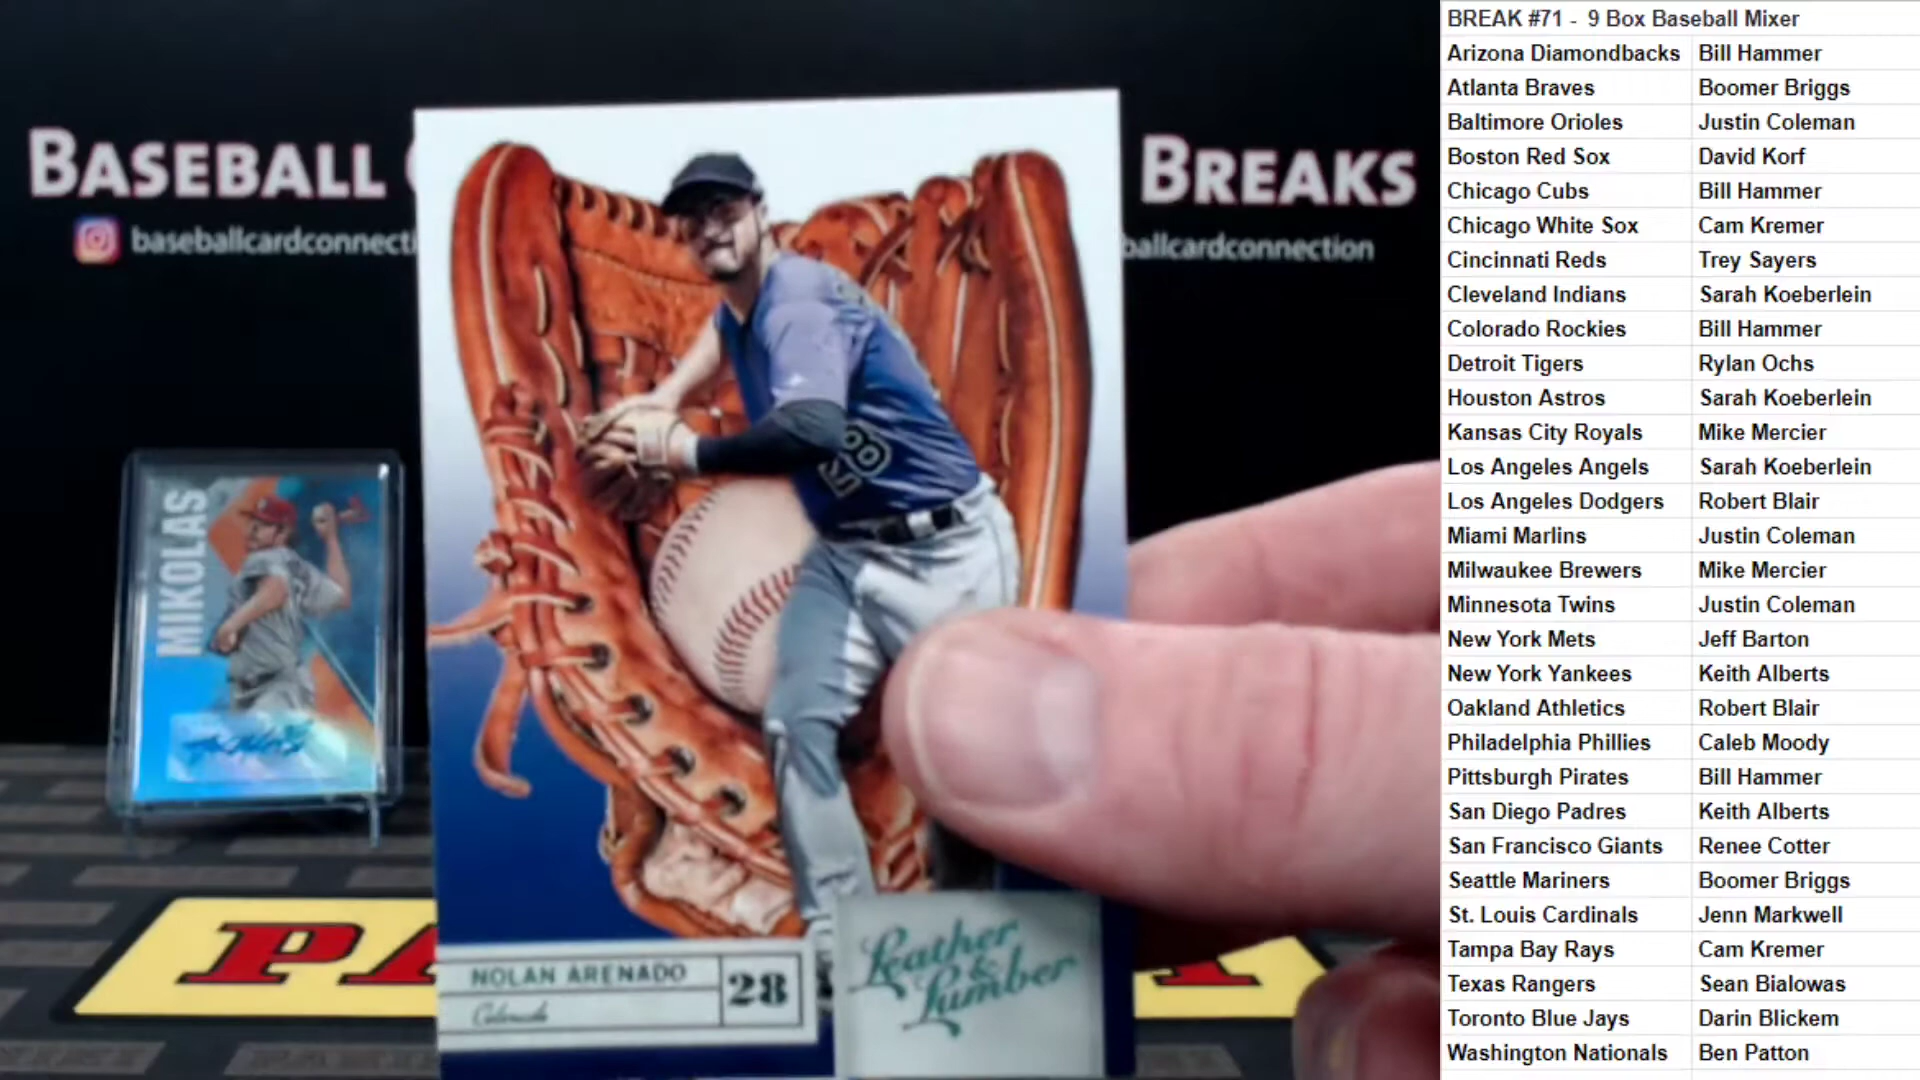 BASEBALL
BREAKS
baseballcardconnecti
ballcardconnection
MIKOLAS
NOLAN ARENADO
28
Colorado
Leather
& Lumber
BREAK #71 - 9 Box Baseball Mixer
Arizona Diamondbacks Bill Hammer
Atlanta Braves Boomer Briggs
Baltimore Orioles Justin Coleman
Boston Red Sox David Korf
Chicago Cubs Bill Hammer
Chicago White Sox Cam Kremer
Cincinnati Reds Trey Sayers
Cleveland Indians Sarah Koeberlein
Colorado Rockies Bill Hammer
Detroit Tigers Rylan Ochs
Houston Astros Sarah Koeberlein
Kansas City Royals Mike Mercier
Los Angeles Angels Sarah Koeberlein
Los Angeles Dodgers Robert Blair
Miami Marlins Justin Coleman
Milwaukee Brewers Mike Mercier
Minnesota Twins Justin Coleman
New York Mets Jeff Barton
New York Yankees Keith Alberts
Oakland Athletics Robert Blair
Philadelphia Phillies Caleb Moody
Pittsburgh Pirates Bill Hammer
San Diego Padres Keith Alberts
San Francisco Giants Renee Cotter
Seattle Mariners Boomer Briggs
St. Louis Cardinals Jenn Markwell
Tampa Bay Rays Cam Kremer
Texas Rangers Sean Bialowas
Toronto Blue Jays Darin Blickem
Washington Nationals Ben Patton